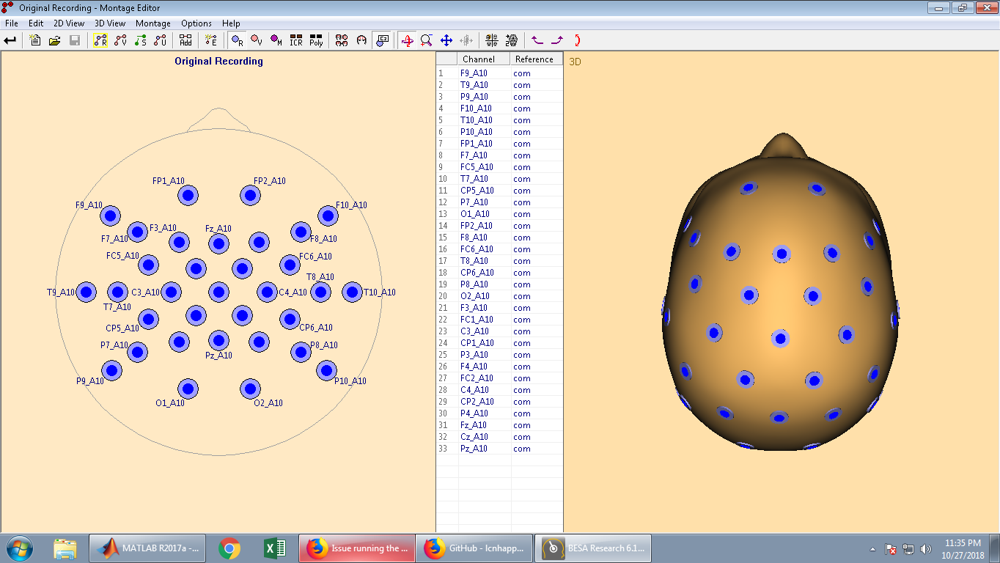 Original Recording - Montage Editor
File Edit 2D View 3D View Montage Options Help
R V S U Add E R V M ICR Poly
Original Recording
FP1_A10 FP2_A10
F9_A10 F10_A10
F3_A10 Fz_A10
F7_A10 F8_A10
FC5_A10 FC6_A10
T8_A10
T9_A10 C3_A10 C4_A10 T10_A10
T7_A10
CP5_A10 CP6_A10
P7_A10 P8_A10
Pz_A10
P9_A10 P10_A10
O1_A10 O2_A10
Channel Reference
1 F9_A10 com
2 T9_A10 com
3 P9_A10 com
4 F10_A10 com
5 T10_A10 com
6 P10_A10 com
7 FP1_A10 com
8 F7_A10 com
9 FC5_A10 com
10 T7_A10 com
11 CP5_A10 com
12 P7_A10 com
13 O1_A10 com
14 FP2_A10 com
15 F8_A10 com
16 FC6_A10 com
17 T8_A10 com
18 CP6_A10 com
19 P8_A10 com
20 O2_A10 com
21 F3_A10 com
22 FC1_A10 com
23 C3_A10 com
24 CP1_A10 com
25 P3_A10 com
26 F4_A10 com
27 FC2_A10 com
28 C4_A10 com
29 CP2_A10 com
30 P4_A10 com
31 Fz_A10 com
32 Cz_A10 com
33 Pz_A10 com
3D
MATLAB R2017a -...
Issue running the ...
GitHub - lcnhapp...
BESA Research 6.1...
11:35 PM
10/27/2018